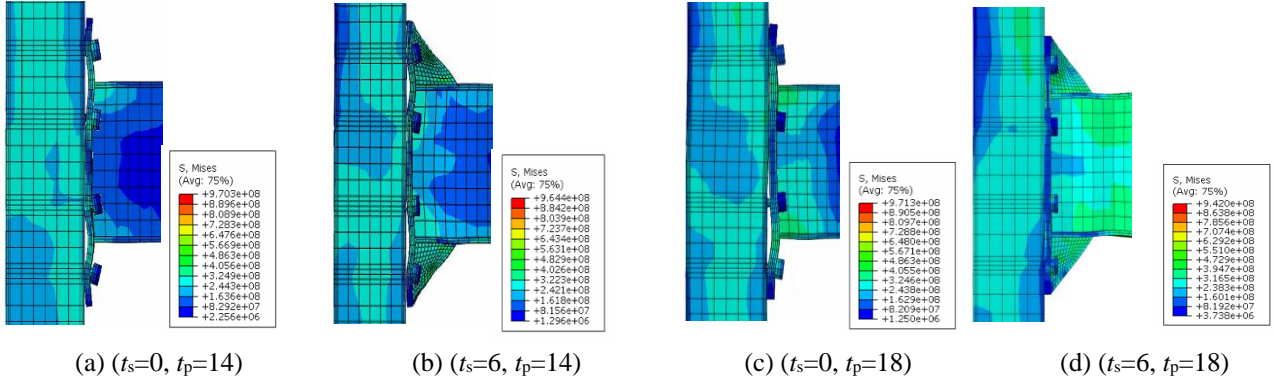 S, Mises
(Avg: 75%)
+9.703e+08
+8.896e+08
+8.089e+08
+7.283e+08
+6.476e+08
+5.669e+08
+4.863e+08
+4.056e+08
+3.249e+08
+2.443e+08
+1.636e+08
+8.292e+07
+2.256e+06
S, Mises
(Avg: 75%)
+9.644e+08
+8.842e+08
+8.039e+08
+7.237e+08
+6.434e+08
+5.631e+08
+4.829e+08
+4.026e+08
+3.223e+08
+2.421e+08
+1.618e+08
+8.156e+07
+1.296e+06
S, Mises
(Avg: 75%)
+9.713e+08
+8.905e+08
+8.097e+08
+7.288e+08
+6.480e+08
+5.671e+08
+4.863e+08
+4.055e+08
+3.246e+08
+2.438e+08
+1.629e+08
+8.209e+07
+1.250e+06
S, Mises
(Avg: 75%)
+9.420e+08
+8.638e+08
+7.856e+08
+7.074e+08
+6.292e+08
+5.510e+08
+4.729e+08
+3.947e+08
+3.165e+08
+2.383e+08
+1.601e+08
+8.192e+07
+3.738e+06
(a) (ts=0, tp=14)
(b) (ts=6, tp=14)
(c) (ts=0, tp=18)
(d) (ts=6, tp=18)